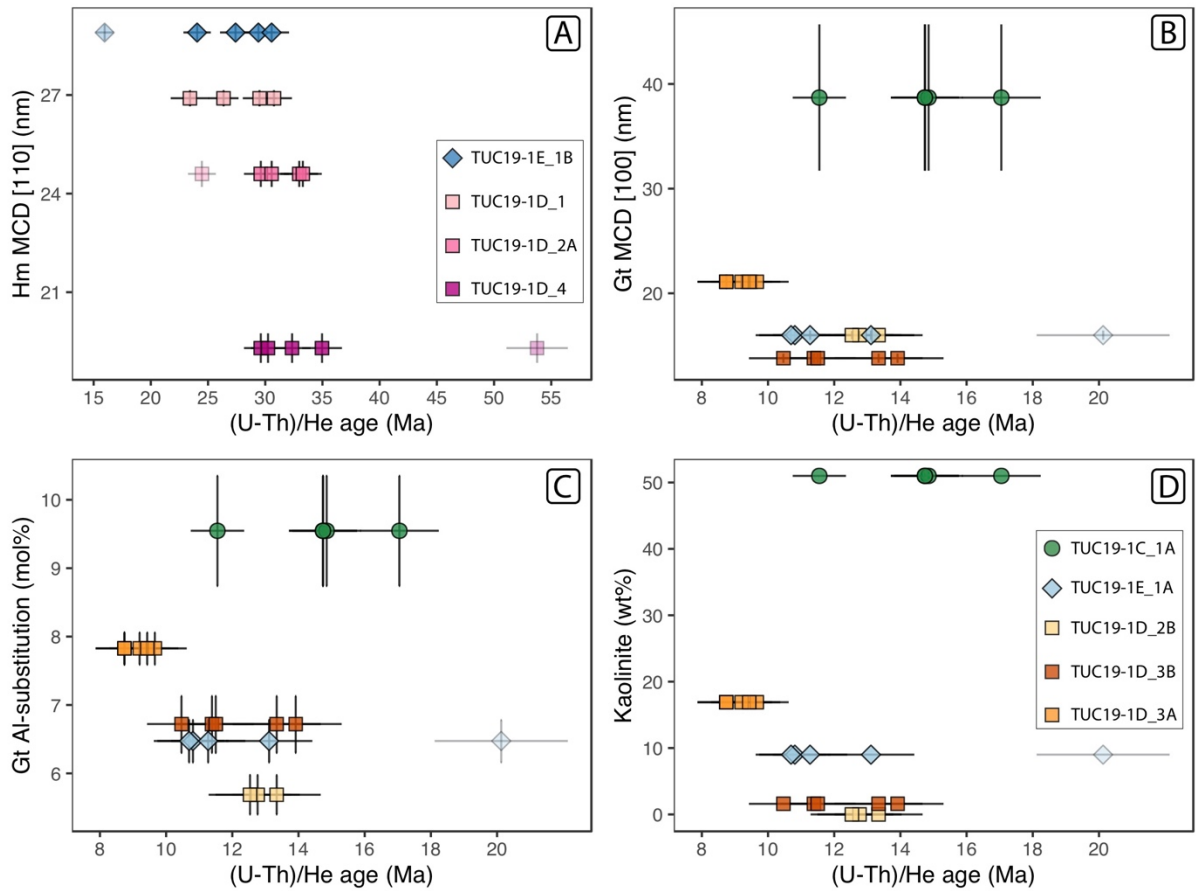 A
Hm MCD [110] (nm)
27
24
21
TUC19-1E_1B
TUC19-1D_1
TUC19-1D_2A
TUC19-1D_4
15 20 25 30 35 40 45 50 55
(U-Th)/He age (Ma)
B
Gt MCD [100] (nm)
40
30
20
8 10 12 14 16 18 20
(U-Th)/He age (Ma)
C
Gt Al-substitution (mol%)
10
9
8
7
6
8 10 12 14 16 18 20
(U-Th)/He age (Ma)
D
Kaolinite (wt%)
50
40
30
20
10
0
TUC19-1C_1A
TUC19-1E_1A
TUC19-1D_2B
TUC19-1D_3B
TUC19-1D_3A
8 10 12 14 16 18 20
(U-Th)/He age (Ma)